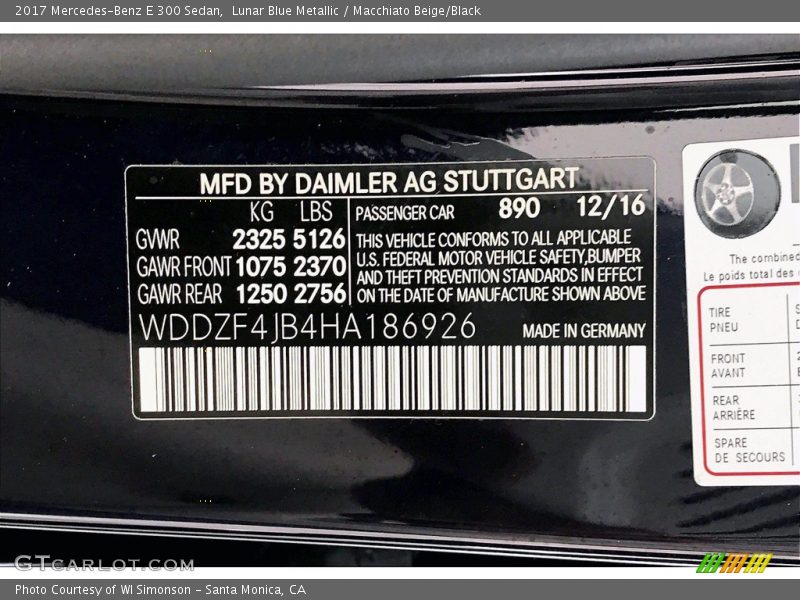 2017 Mercedes-Benz E 300 Sedan,  Lunar Blue Metallic / Macchiato Beige/Black
MFD BY DAIMLER AG STUTTGART
KG LBS
GVWR 2325 5126
GAWR FRONT 1075 2370
GAWR REAR 1250 2756
PASSENGER CAR 890 12/16
THIS VEHICLE CONFORMS TO ALL APPLICABLE
U.S. FEDERAL MOTOR VEHICLE SAFETY,BUMPER
AND THEFT PREVENTION STANDARDS IN EFFECT
ON THE DATE OF MANUFACTURE SHOWN ABOVE
WDDZF4JB4HA186926
MADE IN GERMANY
The combined
Le poids total des
TIRE
PNEU
FRONT
AVANT
REAR
ARRIÈRE
SPARE
DE SECOURS
GTCARLOT.COM
Photo Courtesy of WI Simonson - Santa Monica, CA